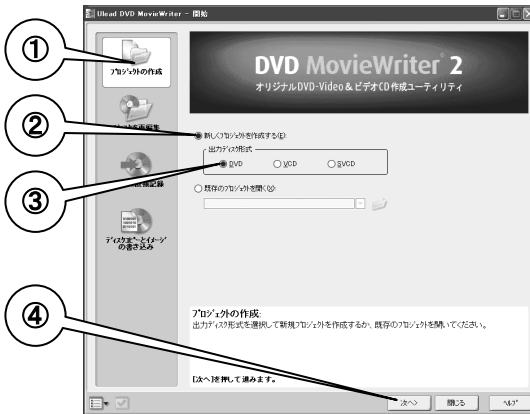 Ulead DVD MovieWriter - 開始
①
プロジェクトの作成
DVD MovieWriter® 2
オリジナルDVD-Video & ビデオCD作成ユーティリティ
②
を再編集
新しくプロジェクトを作成する(E):
出力ディスク形式
DVD
VCD
SVCD
③
接記録
既存のプロジェクトを開く(X):
ディスクコピーとイメージ
の書き込み
④
プロジェクトの作成:
出力ディスク形式を選択して新規プロジェクトを作成するか、既存のプロジェクトを開いてください。
[次へ]を押して進みます。
次へ>
閉じる
ヘルプ